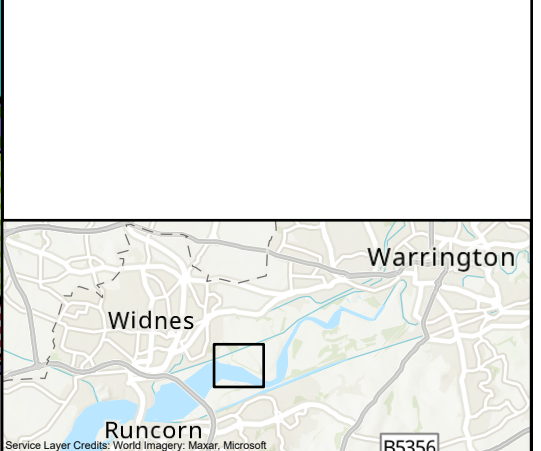 Warrington
Widnes
Runcorn
B5356
Service Layer Credits: World Imagery: Maxar, Microsoft